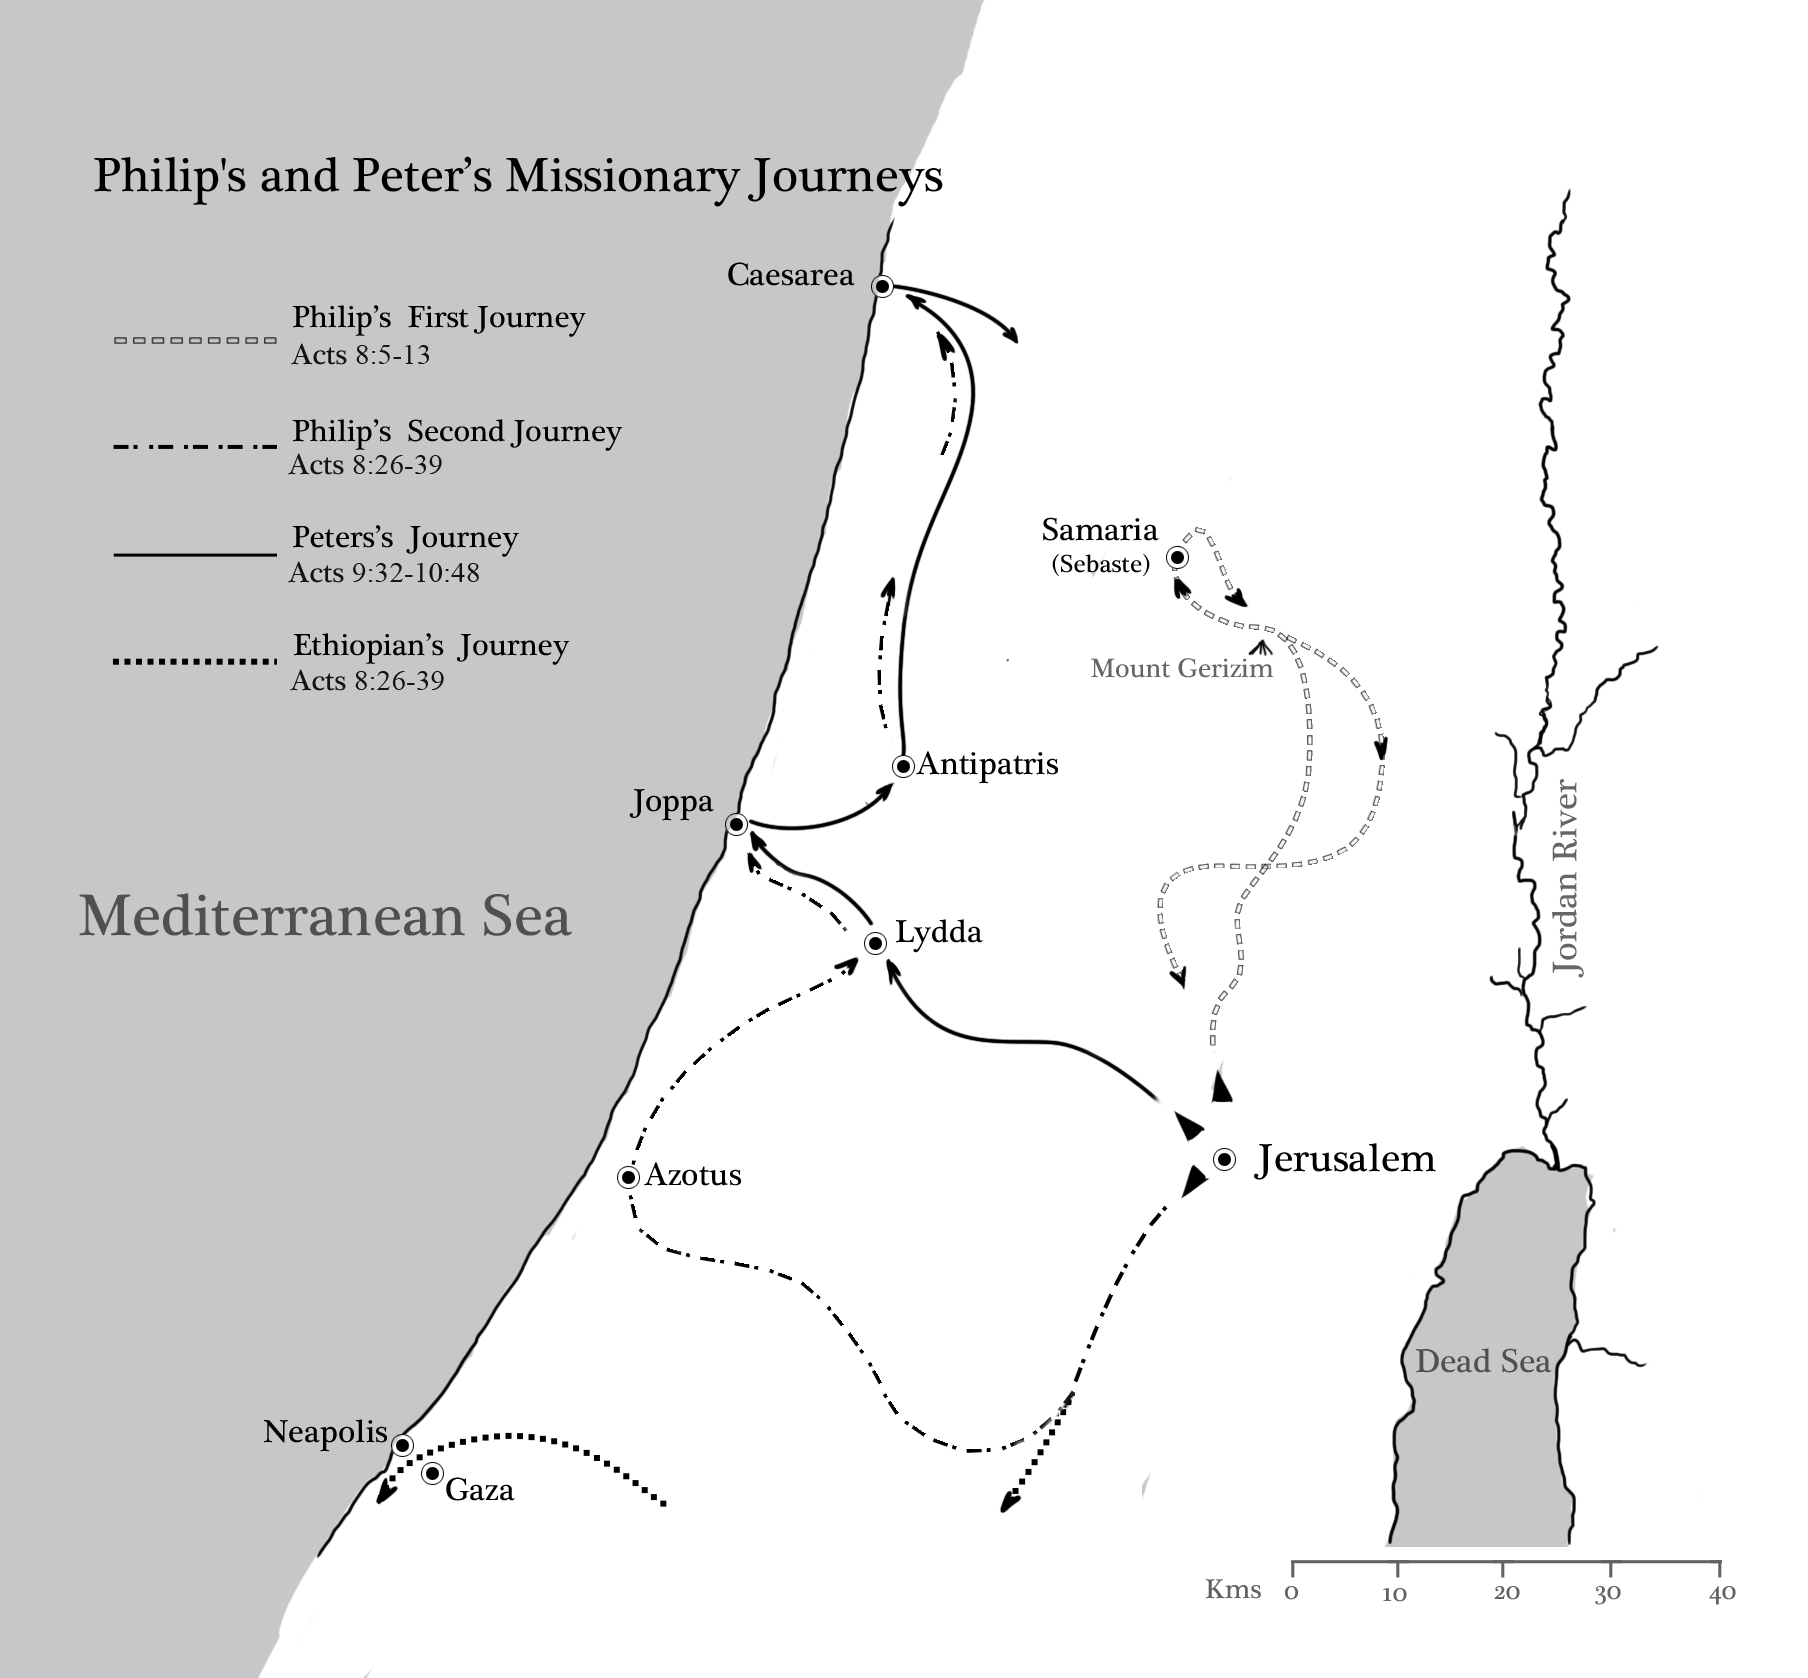 Philip's and Peter’s Missionary Journeys
Caesarea
Philip’s First Journey
Acts 8:5-13
Philip’s Second Journey
Acts 8:26-39
Peters’s Journey
Acts 9:32-10:48
Ethiopian’s Journey
Acts 8:26-39
Samaria
(Sebaste)
Mount Gerizim
Antipatris
Joppa
Jordan River
Mediterranean Sea
Lydda
Jerusalem
Azotus
Dead Sea
Neapolis
Gaza
Kms 0 10 20 30 40